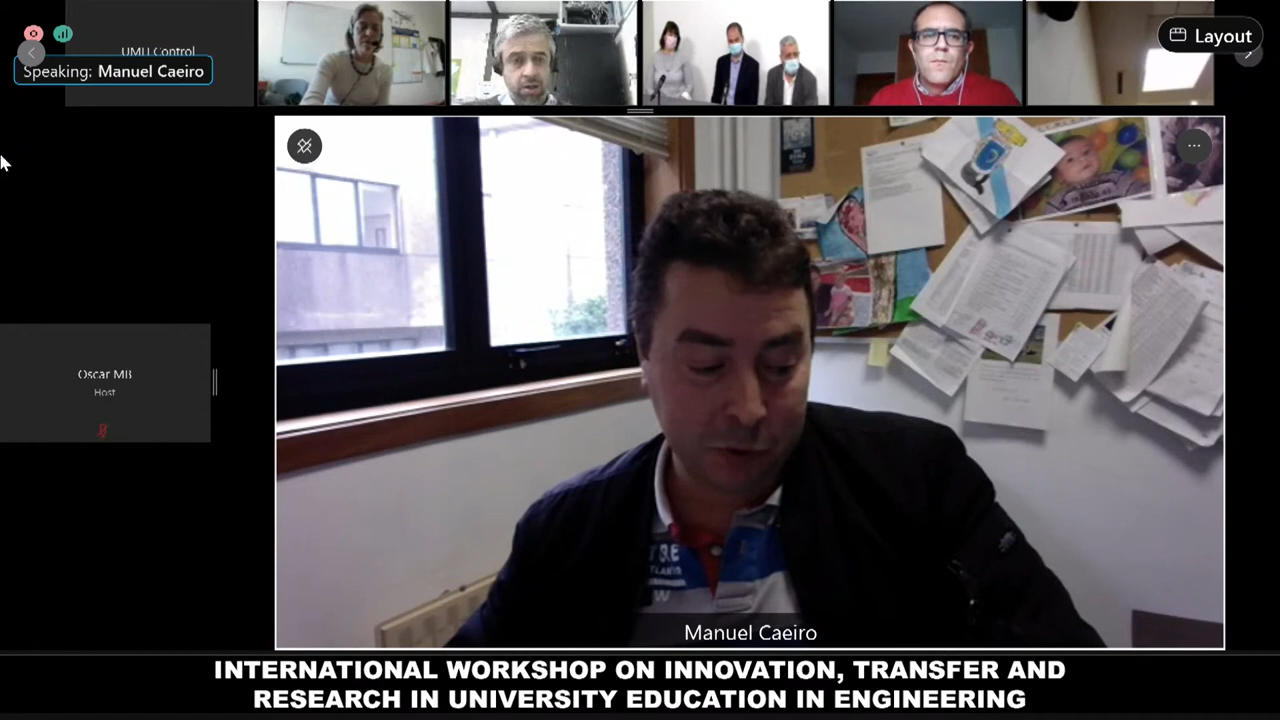 UMU Control
Speaking: Manuel Caeiro
Layout
Oscar MB
Host
Manuel Caeiro
INTERNATIONAL WORKSHOP ON INNOVATION, TRANSFER AND
RESEARCH IN UNIVERSITY EDUCATION IN ENGINEERING